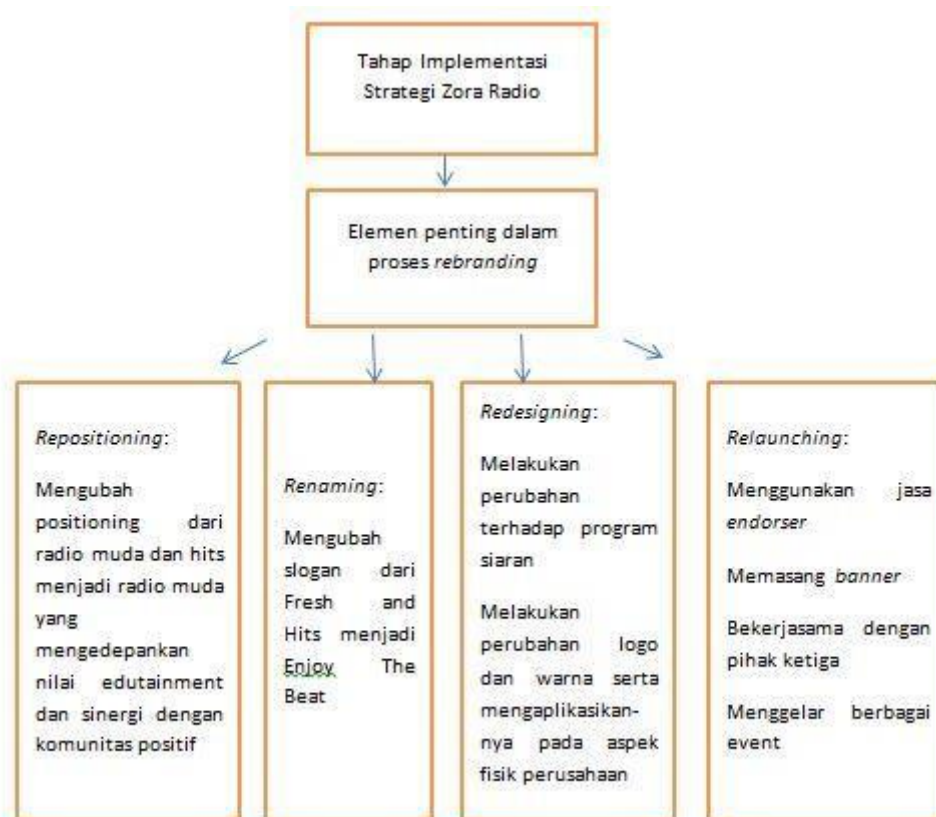 Tahap Implementasi
Strategi Zora Radio
Elemen penting dalam
proses rebranding
Repositioning:
Mengubah
positioning dari
radio muda dan hits
menjadi radio muda
yang
mengedepankan
nilai edutainment
dan sinergi dengan
komunitas positif
Renaming:
Mengubah
slogan dari
Fresh and
Hits menjadi
Enjoy The
Beat
Redesigning:
Melakukan
perubahan
terhadap program
siaran
Melakukan
perubahan logo
dan warna serta
mengaplikasikan-
nya pada aspek
fisik perusahaan
Relaunching:
Menggunakan jasa
endorser
Memasang banner
Bekerjasama dengan
pihak ketiga
Menggelar berbagai
event